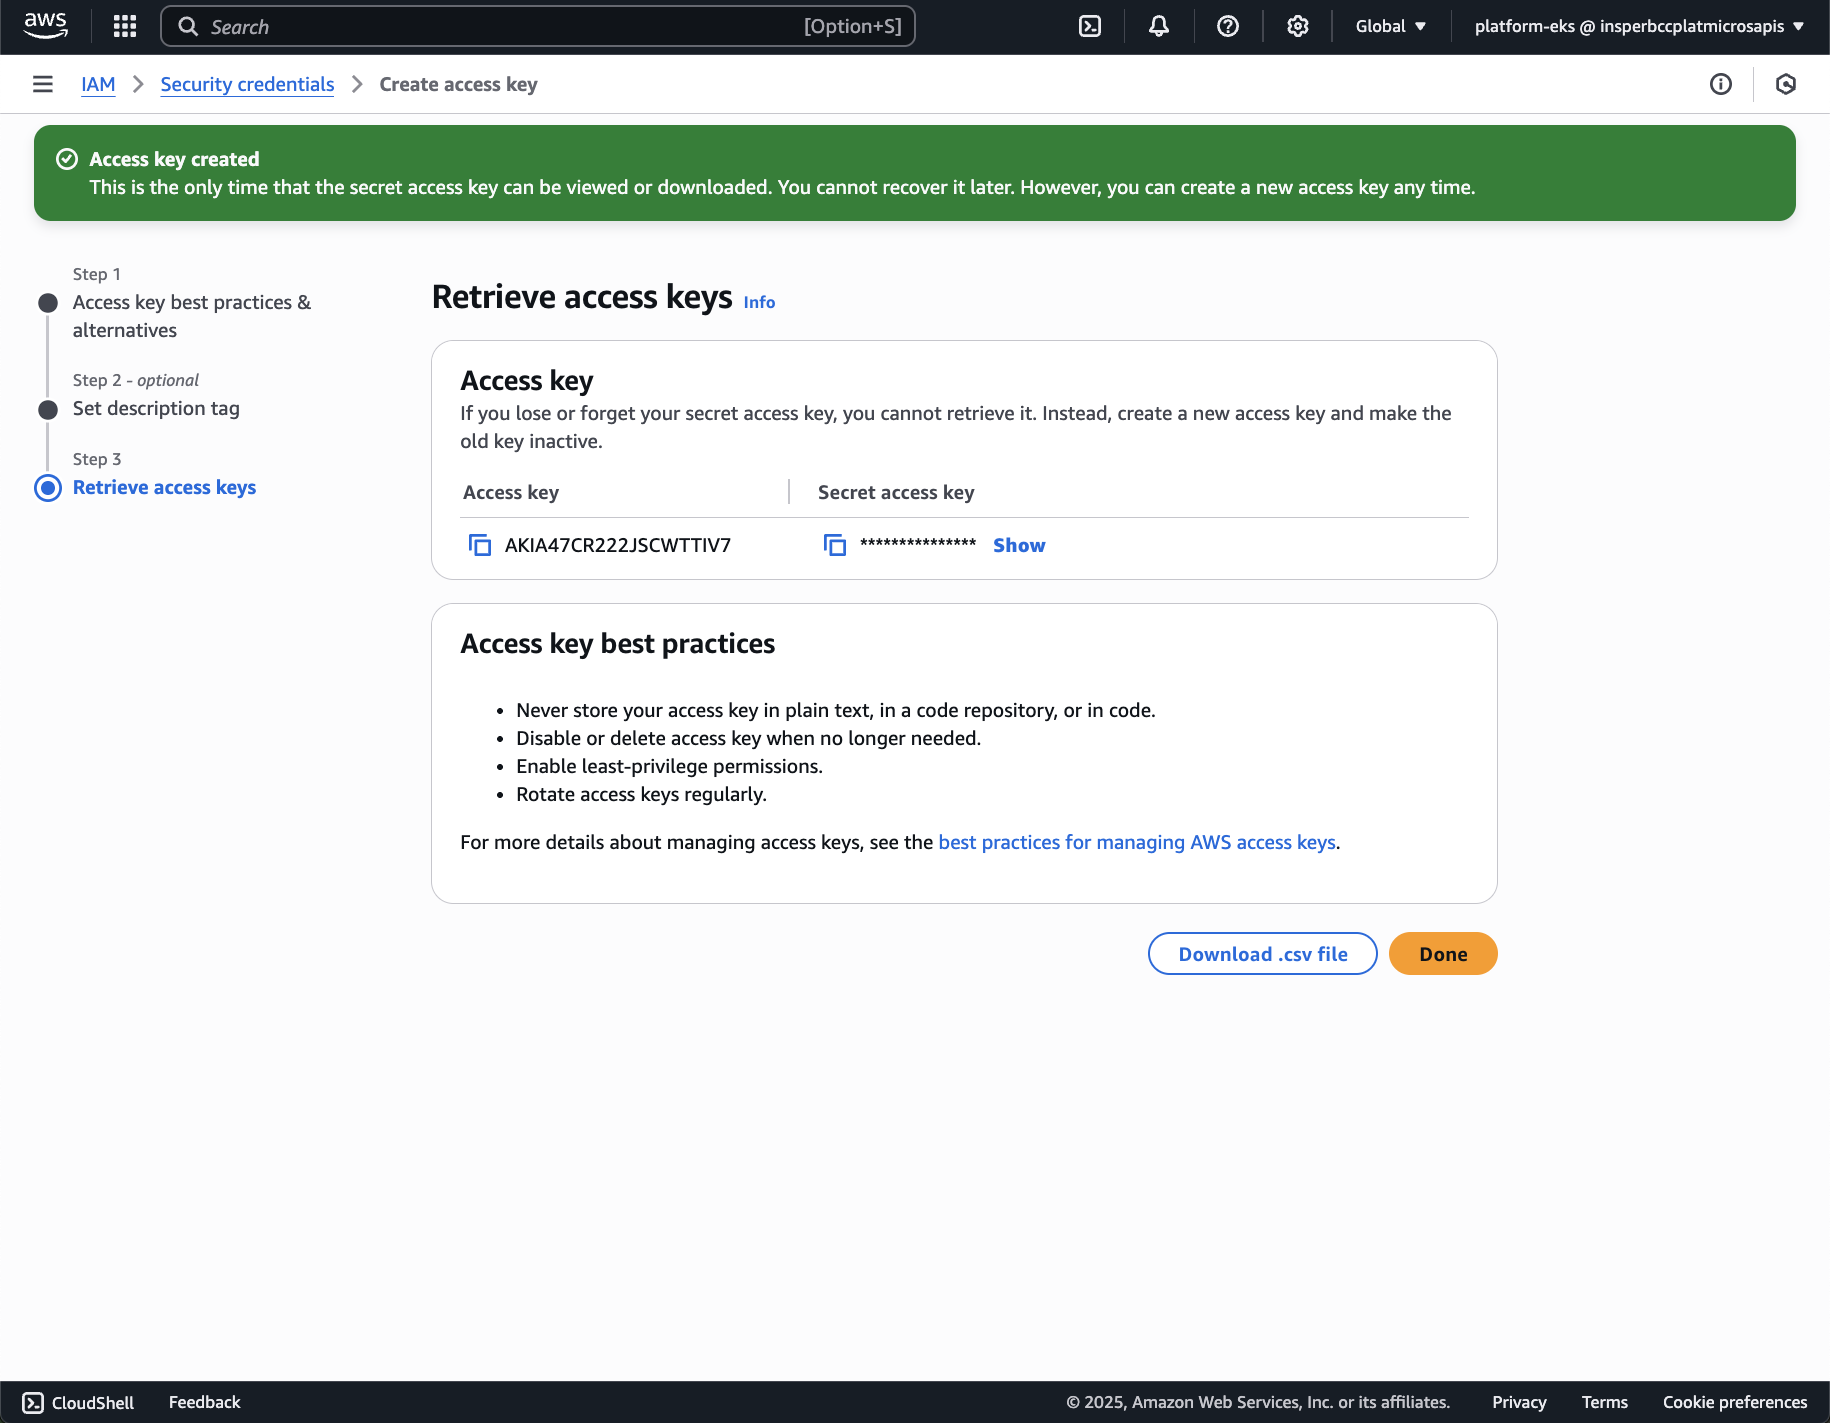 aws
Search [Option+S]
Global
platform-eks @ insperbccplatmicrosapis
IAM
Security credentials
Create access key
Access key created
This is the only time that the secret access key can be viewed or downloaded. You cannot recover it later. However, you can create a new access key any time.
Step 1
Access key best practices &
alternatives
Step 2 - optional
Set description tag
Step 3
Retrieve access keys
Retrieve access keys Info
Access key
If you lose or forget your secret access key, you cannot retrieve it. Instead, create a new access key and make the
old key inactive.
Access key
Secret access key
AKIA47CR222JSCWTTIV7
*************** Show
Access key best practices
• Never store your access key in plain text, in a code repository, or in code.
• Disable or delete access key when no longer needed.
• Enable least-privilege permissions.
• Rotate access keys regularly.
For more details about managing access keys, see the best practices for managing AWS access keys.
Download .csv file
Done
CloudShell
Feedback
© 2025, Amazon Web Services, Inc. or its affiliates.
Privacy
Terms
Cookie preferences